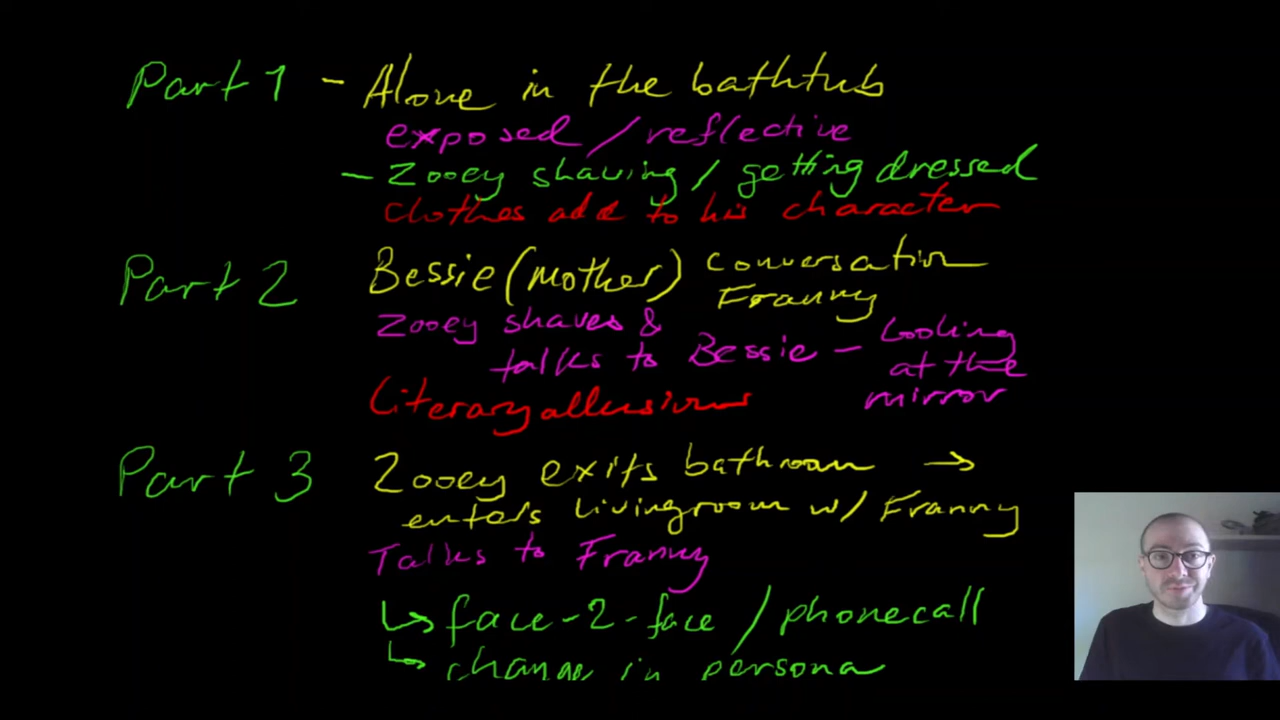 Part 1 - Alone in the bathtub
exposed / reflective
- Zooey shaving / getting dressed
clothes add to his character
Part 2 Bessie (mother) conversation
Franny
Zooey shaves &
talks to Bessie - Looking
at the
mirror
Literary allusions
Part 3 Zooey exits bathroom →
enters livingroom w/ Franny
Talks to Franny
↳ face-2-face / phonecall
↳ change in persona